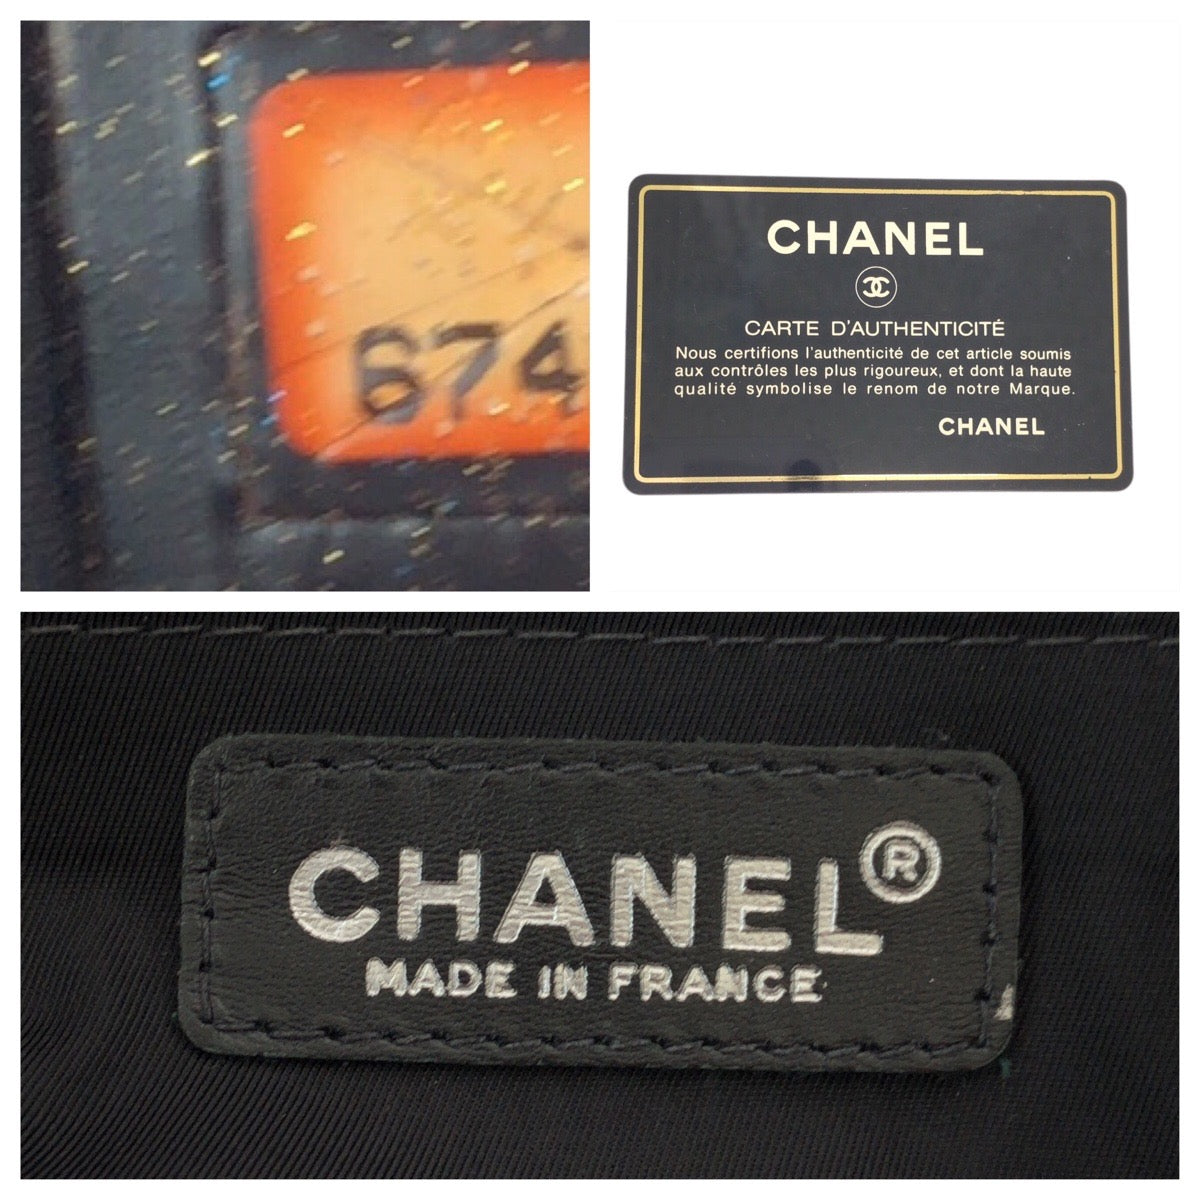 674
CHANEL
CARTE D'AUTHENTICITÉ
Nous certifions l'authenticité de cet article soumis
aux contrôles les plus rigoureux, et dont la haute
qualité symbolise le renom de notre Marque.
CHANEL
CHANEL®
MADE IN FRANCE